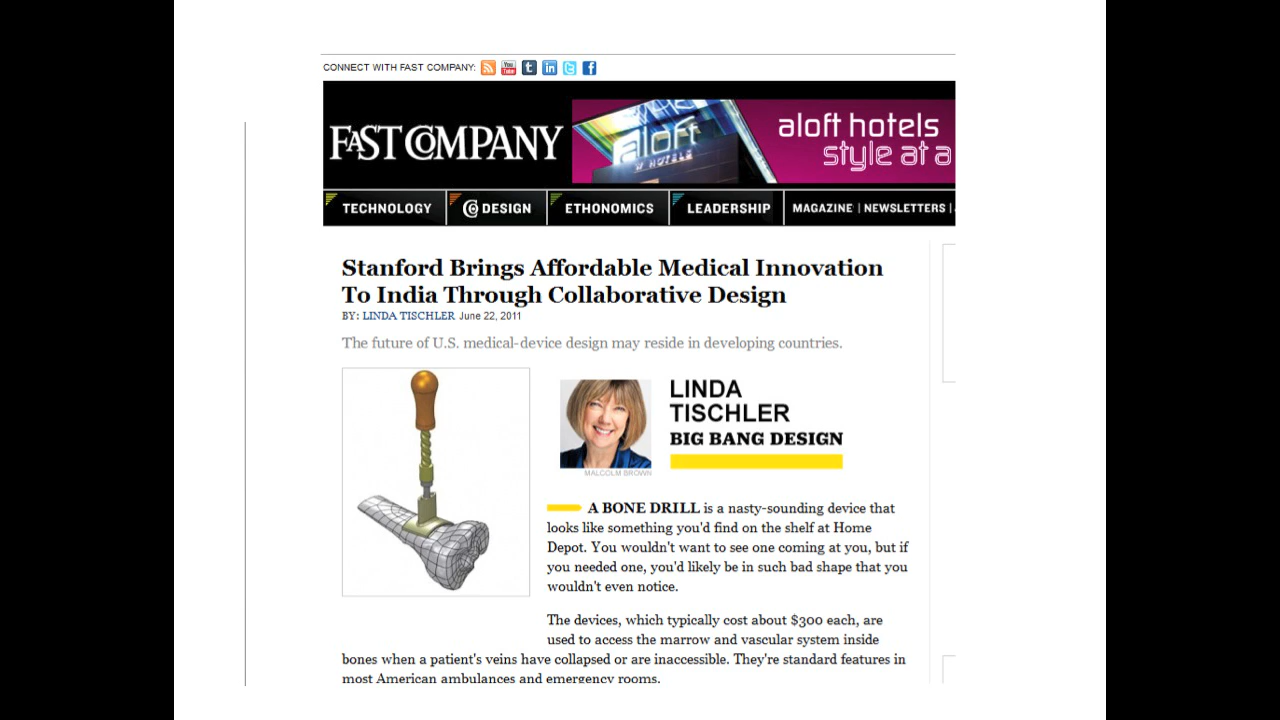 CONNECT WITH FAST COMPANY:
You Tube
FAST COMPANY
aloft
W HOTELS
aloft hotels
style at a
TECHNOLOGY
CO DESIGN
ETHONOMICS
LEADERSHIP
MAGAZINE | NEWSLETTERS |
Stanford Brings Affordable Medical Innovation
To India Through Collaborative Design
BY: LINDA TISCHLER June 22, 2011
The future of U.S. medical-device design may reside in developing countries.
LINDA
TISCHLER
BIG BANG DESIGN
MALCOLM BROWN
A BONE DRILL is a nasty-sounding device that
looks like something you'd find on the shelf at Home
Depot. You wouldn't want to see one coming at you, but if
you needed one, you'd likely be in such bad shape that you
wouldn't even notice.
The devices, which typically cost about $300 each, are
used to access the marrow and vascular system inside
bones when a patient's veins have collapsed or are inaccessible. They're standard features in
most American ambulances and emergency rooms.